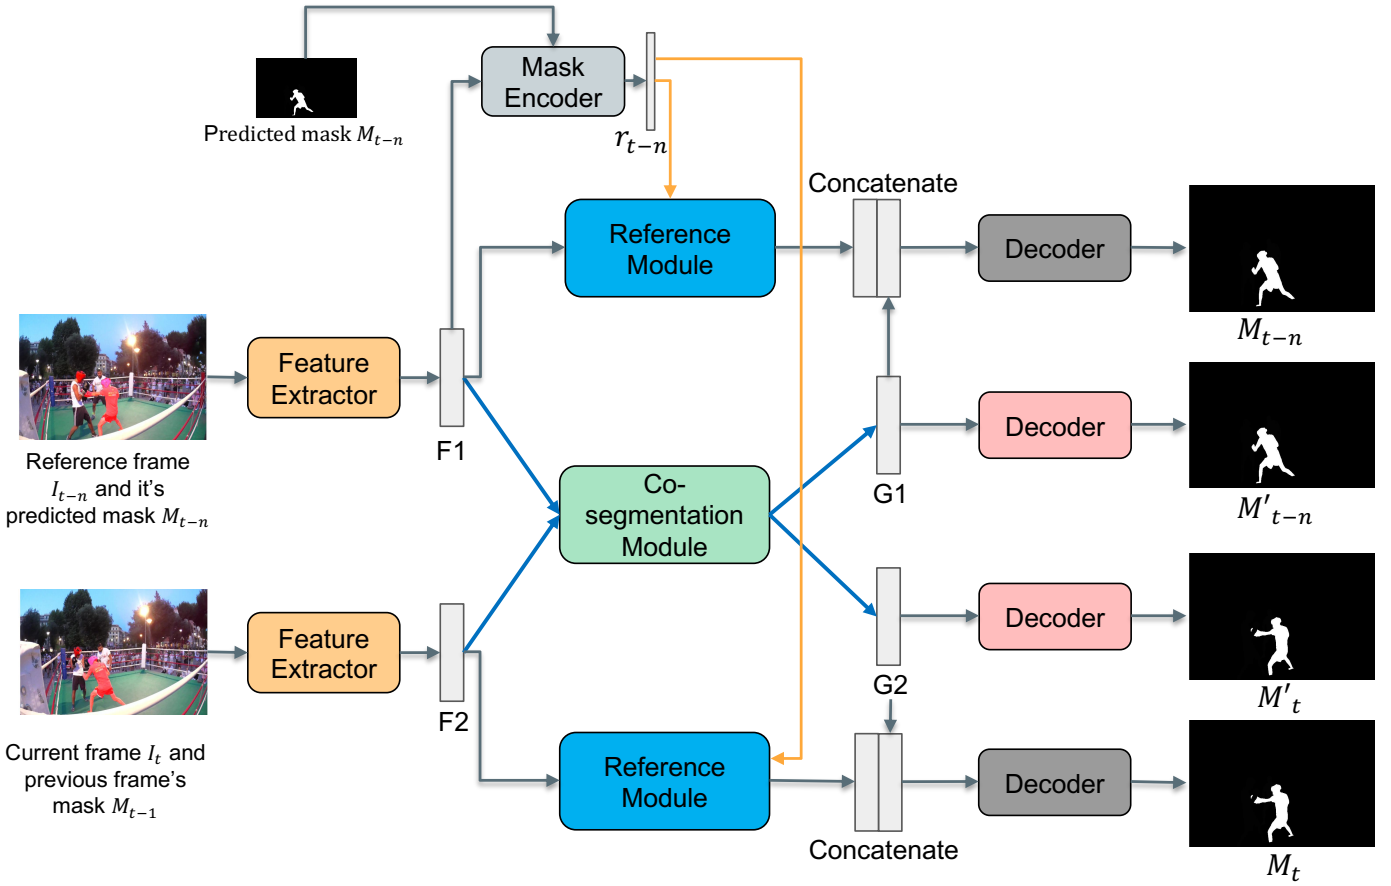 Mask
Encoder
Predicted mask M_{t−n}
r_{t−n}
Concatenate
Reference
Module
Decoder
M_{t−n}
Feature
Extractor
F1
Reference frame
I_{t−n} and it's
predicted mask M_{t−n}
Co-
segmentation
Module
G1
Decoder
M'_{t−n}
Feature
Extractor
F2
Current frame I_t and
previous frame's
mask M_{t−1}
G2
Decoder
M'_t
Reference
Module
Concatenate
Decoder
M_t